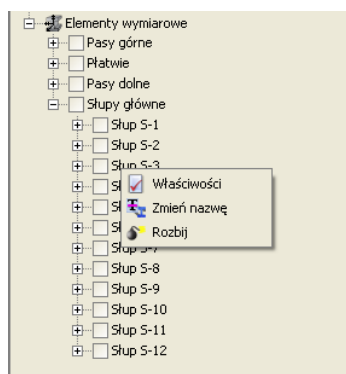 Elementy wymiarowe
Pasy górne
Płatwie
Pasy dolne
Słupy główne
Słup S-1
Słup S-2
Słup S-3
Właściwości
Zmień nazwę
Rozbij
Słup S-8
Słup S-9
Słup S-10
Słup S-11
Słup S-12